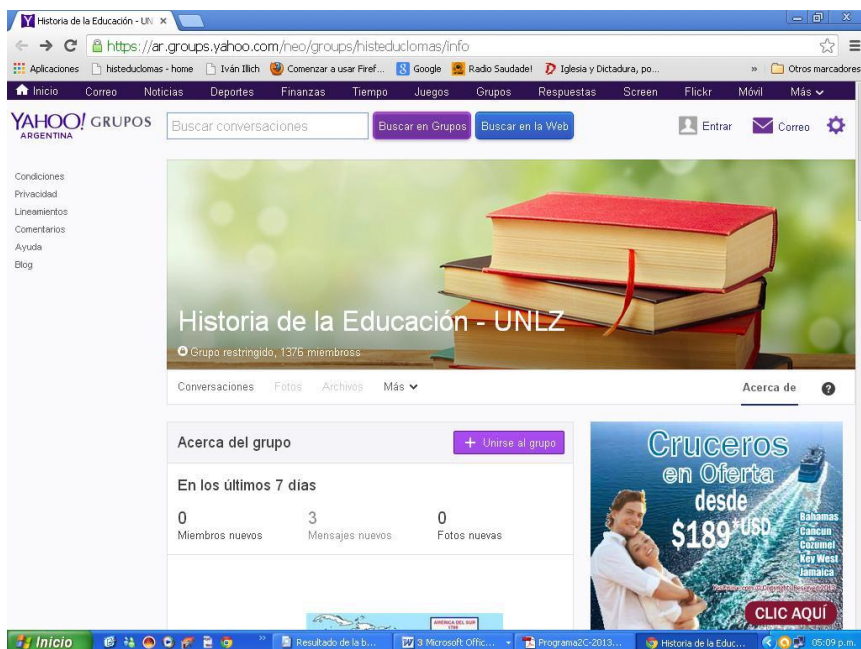 Historia de la Educación - UN
https://ar.groups.yahoo.com/neo/groups/histeduclomas/info
Aplicaciones histeduclomas - home Iván Illich Comenzar a usar Firef... Google Radio Saudade! Iglesia y Dictadura, po... » Otros marcadores
Inicio Correo Noticias Deportes Finanzas Tiempo Juegos Grupos Respuestas Screen Flickr Móvil Más
YAHOO! GRUPOS
ARGENTINA
Buscar conversaciones Buscar en Grupos Buscar en la Web Entrar Correo
Condiciones
Privacidad
Lineamientos
Comentarios
Ayuda
Blog
Historia de la Educación - UNLZ
Grupo restringido, 1376 miembross
Conversaciones Fotos Archivos Más Acerca de ?
Acerca del grupo + Unirse al grupo
En los últimos 7 días
0 3 0
Miembros nuevos Mensajes nuevos Fotos nuevas
Cruceros
en Oferta
desde
$189*USD
Bahamas
Cancun
Cozumel
Key West
Jamaica
CLIC AQUÍ
AMERICA DEL SUR
Inicio » Resultado de la b... 3 Microsoft Offic... Programa2C-2013... Historia de la Educ... 05:09 p.m.